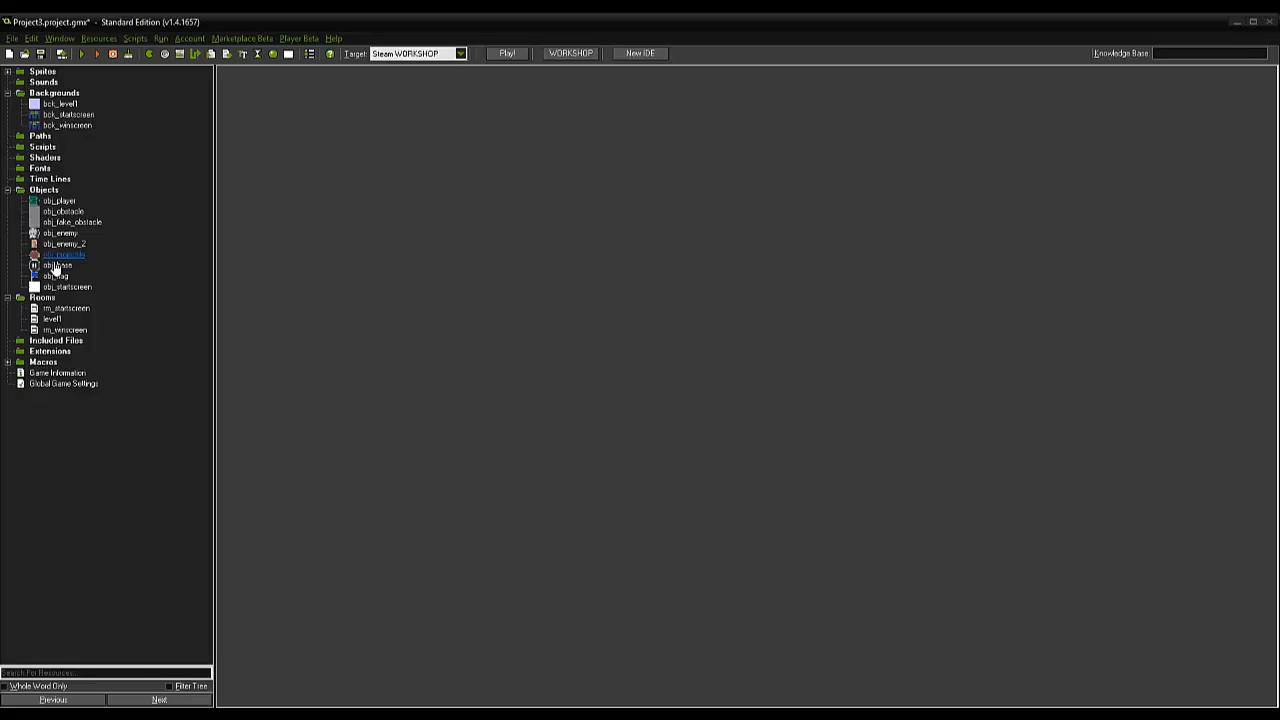 Project3.project.gmx* - Standard Edition (v1.4.1657)
File Edit Window Resources Scripts Run Account Marketplace Beta Player Beta Help
Target: Steam WORKSHOP Play! WORKSHOP New IDE Knowledge Base
Sprites
Sounds
Backgrounds
bck_level1
bck_startscreen
bck_winscreen
Paths
Scripts
Shaders
Fonts
Time Lines
Objects
obj_player
obj_obstacle
obj_fake_obstacle
obj_enemy
obj_enemy_2
obj_startscreen
Rooms
rm_startscreen
level1
rm_winscreen
Included Files
Extensions
Macros
Game Information
Global Game Settings
Search For Resources...
Whole Word Only Filter Tree
Previous Next